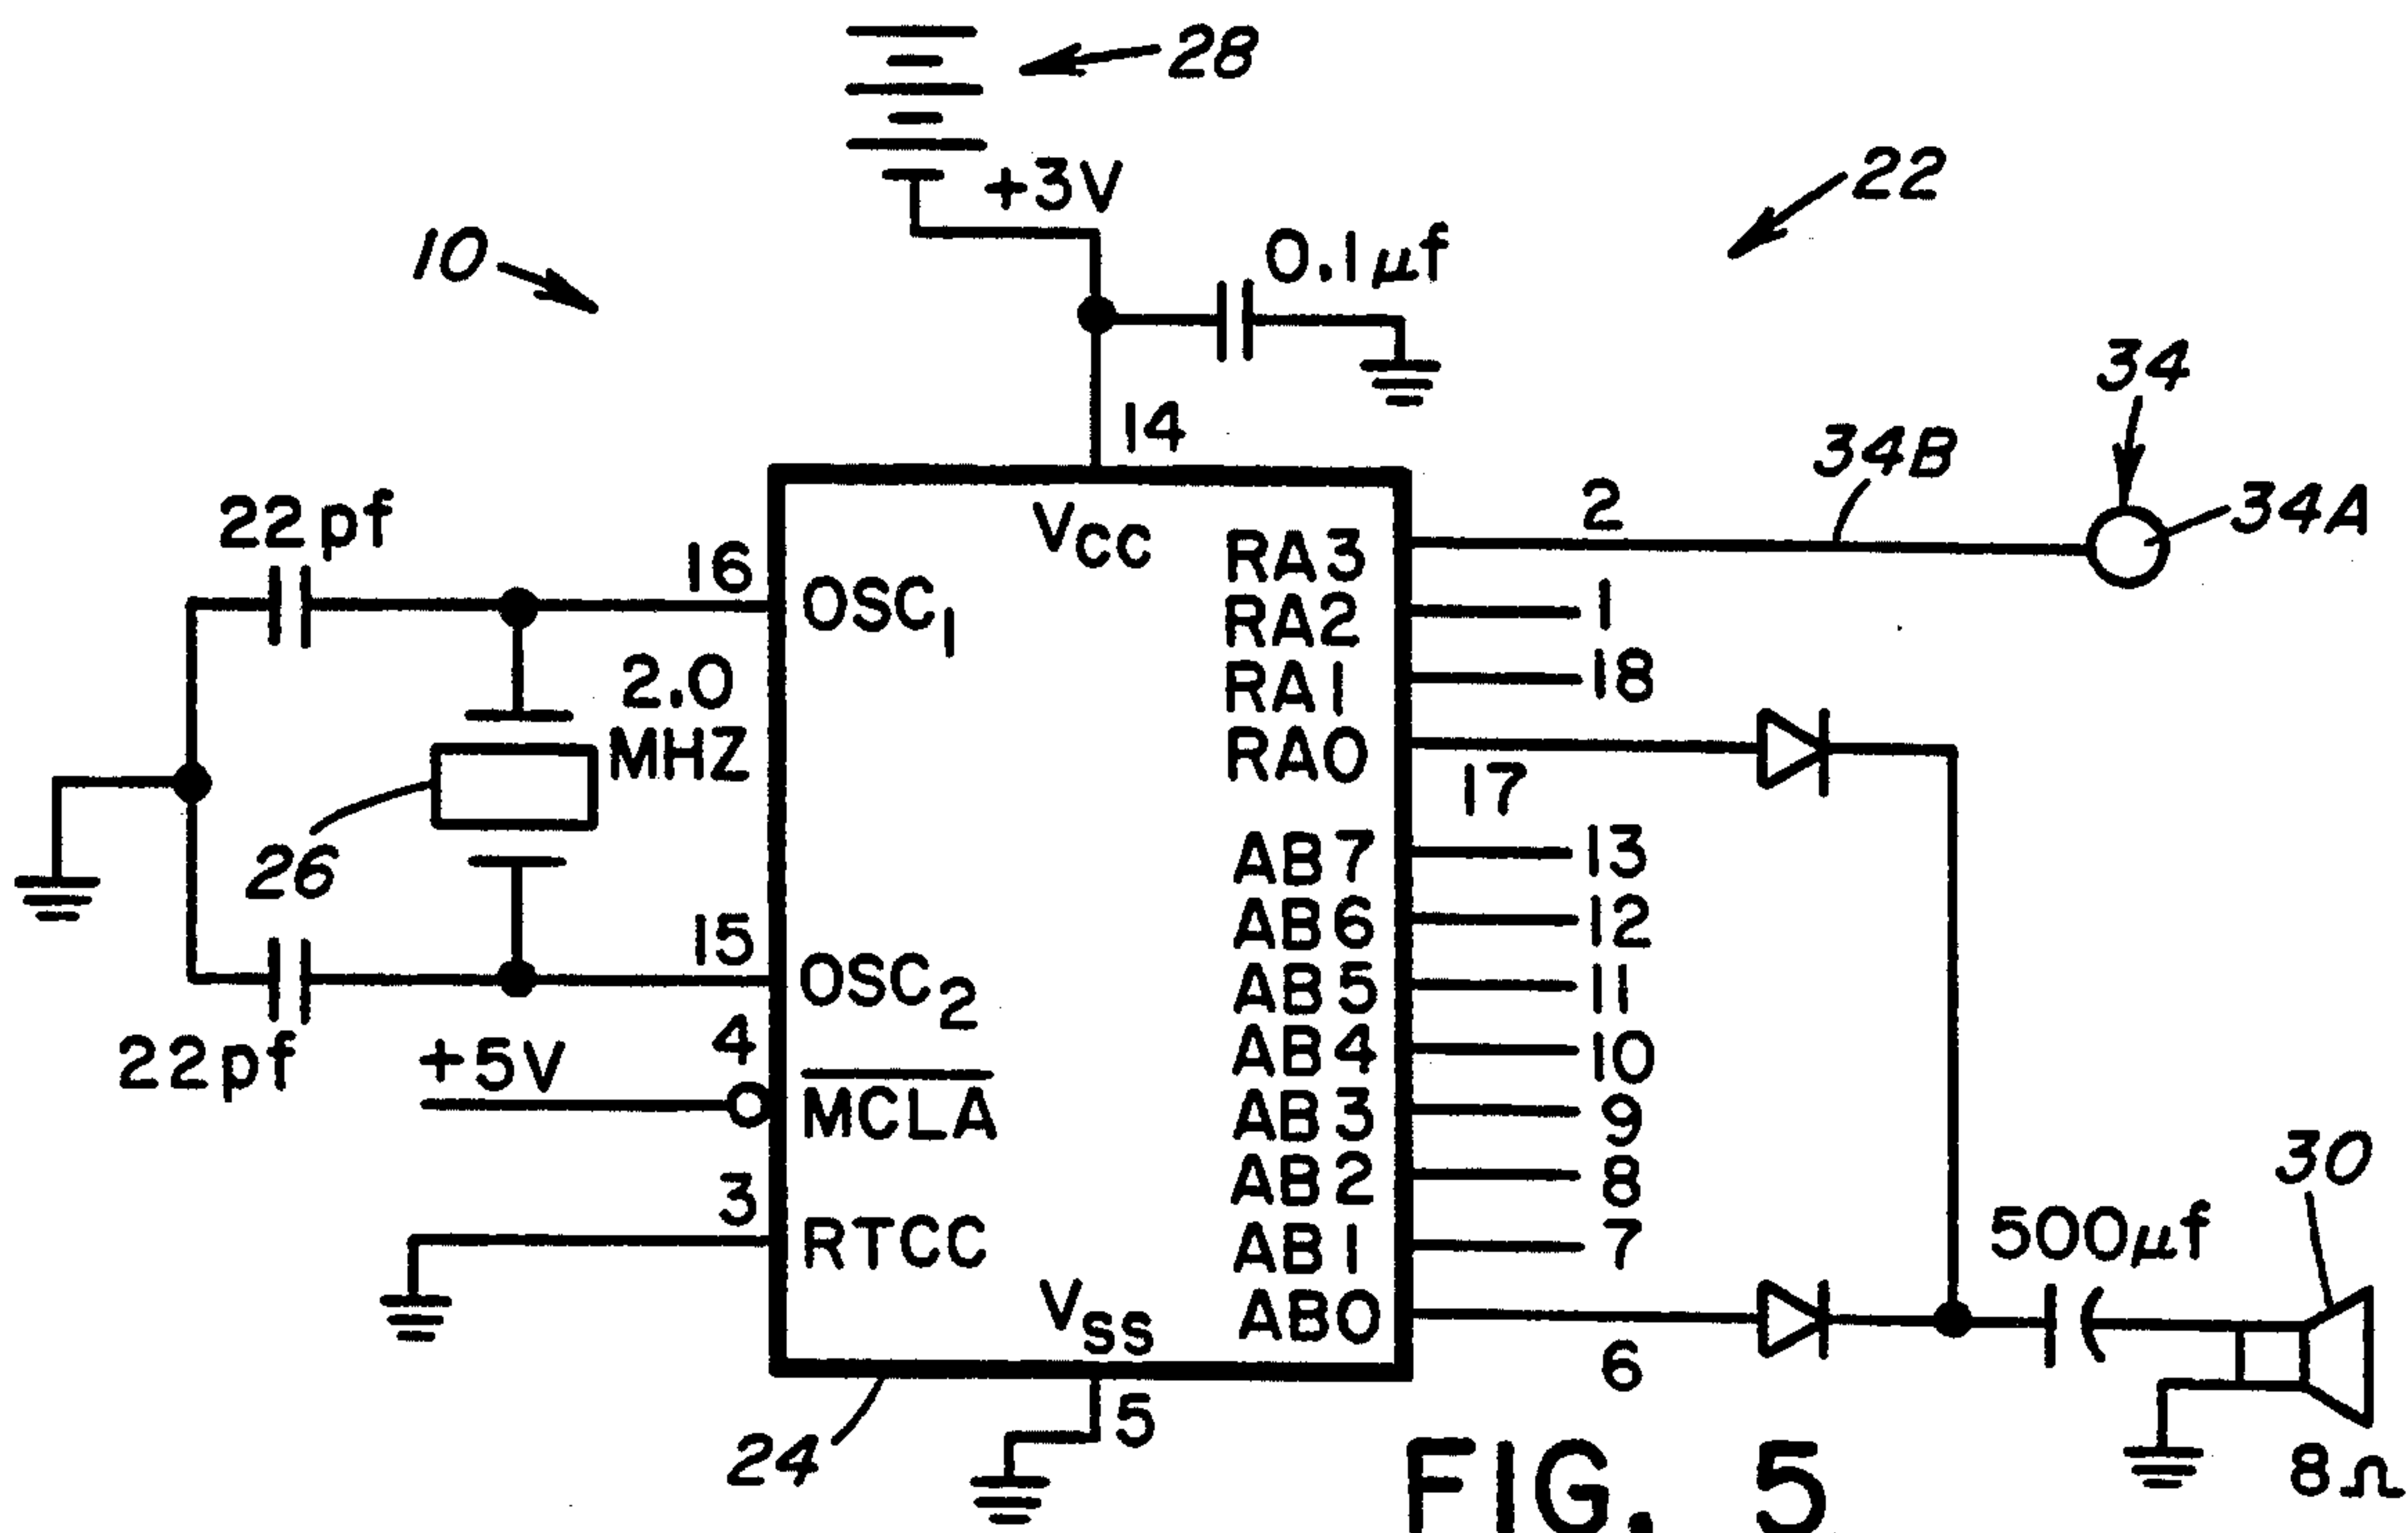 28
+3V
22
10
0.1μf
34
14
34B
34A
22pf
16
VCC
RA3
2
OSC1
RA2
1
2.0
MHZ
RA1
18
RA0
17
26
AB7
13
AB6
12
15
OSC2
AB5
11
22pf
+5V
4
MCLA
AB4
10
AB3
9
AB2
8
30
3
RTCC
AB1
7
500μf
VSS
AB0
6
24
5
8Ω
FIG. 5